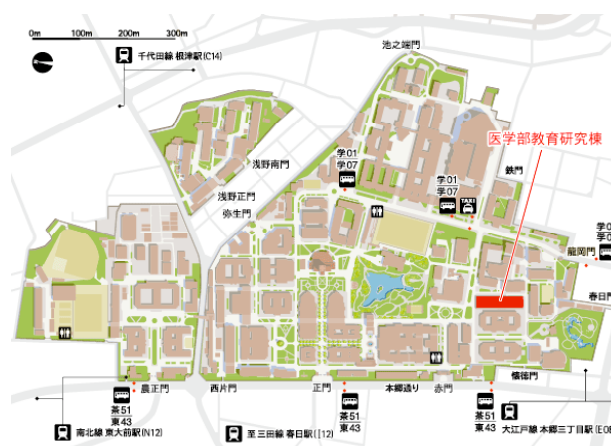 0m
100m
200m
300m
千代田線 根津駅(C14)
池之端門
医学部教育研究棟
浅野南門
学01
学07
学01
学07
TAXI
鉄門
浅野正門
弥生門
龍岡門
春日門
懐徳門
農正門
西片門
正門
本郷通り
赤門
茶51
東43
茶51
東43
茶51
東43
南北線 東大前駅(N12)
至三田線 春日駅(I12)
大江戸線 本郷三丁目駅(E08